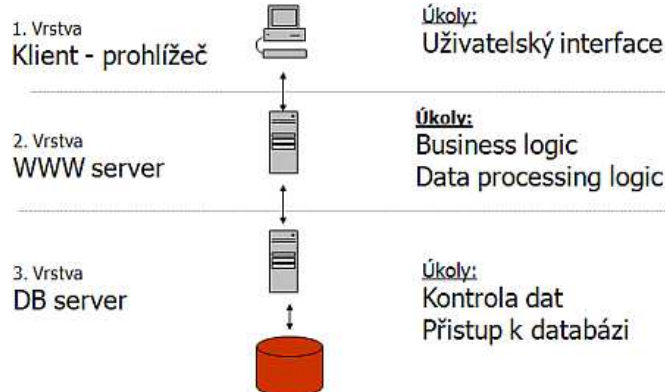 1. Vrstva
Klient - prohlížeč
Úkoly:
Uživatelský interface
2. Vrstva
WWW server
Úkoly:
Business logic
Data processing logic
3. Vrstva
DB server
Úkoly:
Kontrola dat
Přistup k databázi